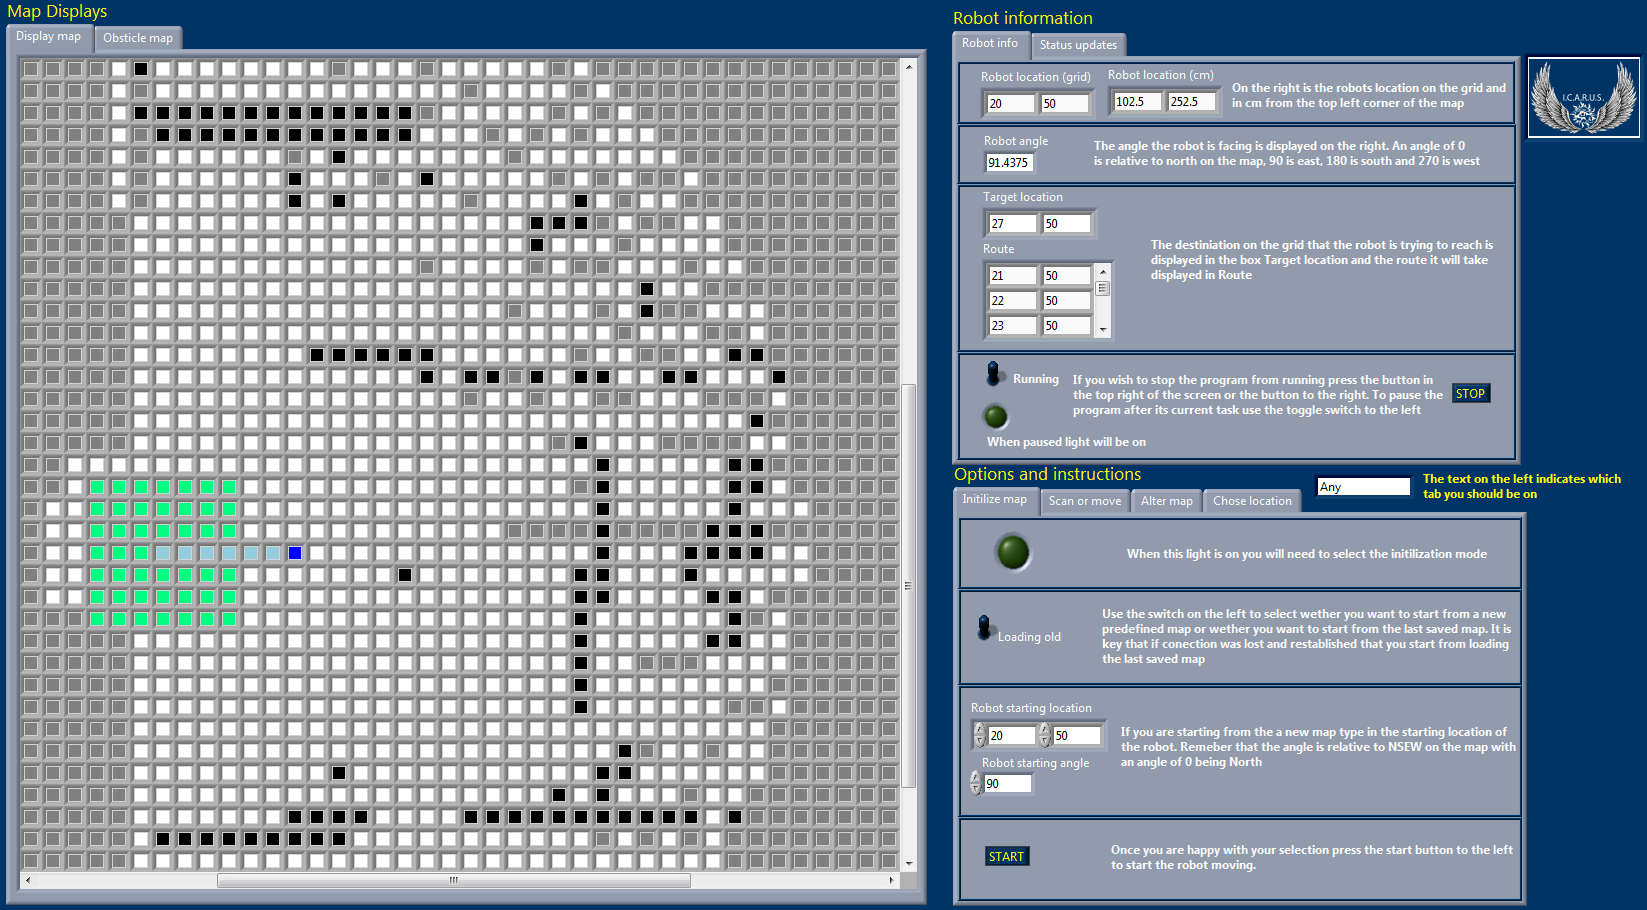 Map Displays
Display map
Obsticle map
Robot information
Robot info
Status updates
Robot location (grid)
20
50
Robot location (cm)
102.5
252.5
On the right is the robots location on the grid and
in cm from the top left corner of the map
I.C.A.R.U.S.
Robot angle
91.4375
The angle the robot is facing is displayed on the right. An angle of 0
is relative to north on the map, 90 is east, 180 is south and 270 is west
Target location
27
50
Route
21
50
22
50
23
50
The destiniation on the grid that the robot is trying to reach is
displayed in the box Target location and the route it will take
displayed in Route
Running
If you wish to stop the program from running press the button in
the top right of the screen or the button to the right. To pause the
program after its current task use the toggle switch to the left
STOP
When paused light will be on
Options and instructions
Any
The text on the left indicates which
tab you should be on
Initilize map
Scan or move
Alter map
Chose location
When this light is on you will need to select the initilization mode
Loading old
Use the switch on the left to select wether you want to start from a new
predefined map or wether you want to start from the last saved map. It is
key that if conection was lost and restablished that you start from loading
the last saved map
Robot starting location
20
50
Robot starting angle
90
If you are starting from the a new map type in the starting location of
the robot. Remeber that the angle is relative to NSEW on the map with
an angle of 0 being North
START
Once you are happy with your selection press the start button to the left
to start the robot moving.